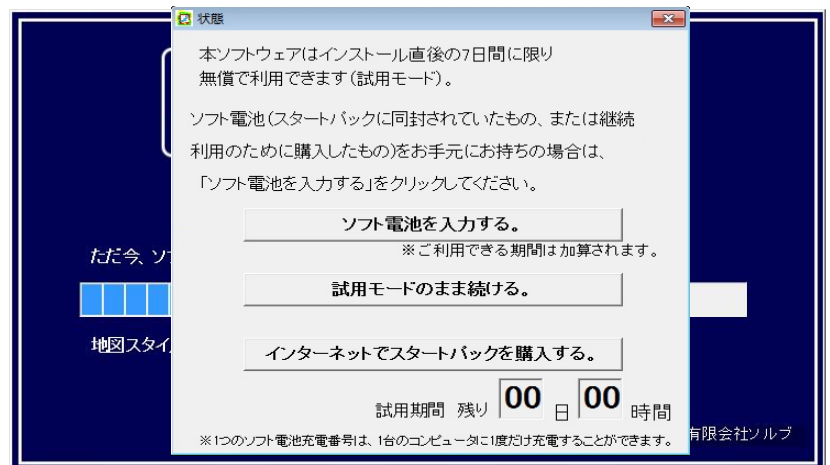 状態
本ソフトウェアはインストール直後の7日間に限り
無償で利用できます(試用モード)。
ソフト電池(スタートパックに同封されていたもの、または継続
利用のために購入したもの)をお手元にお持ちの場合は、
「ソフト電池を入力する」をクリックしてください。
ソフト電池を入力する。
※ご利用できる期間は加算されます。
試用モードのまま続ける。
インターネットでスタートパックを購入する。
試用期間 残り 00 日 00 時間
※1つのソフト電池充電番号は、1台のコンピュータに1度だけ充電することができます。
ただ今、ソ
地図スタイ
有限会社ソルブ